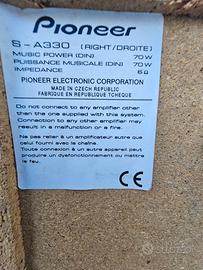 Pioneer
S-A330 (RIGHT/DROITE)
MUSIC POWER (DIN) 70W
PUISSANCE MUSICALE (DIN) 70W
IMPEDANCE 6Ω
PIONEER ELECTRONIC CORPORATION
MADE IN CZECH REPUBLIC
FABRIQUE EN REPUBLIQUE TCHEQUE
CE
Do not connect to any amplifier other
than the one supplied with this system.
Connection to any other amplifier may
result in a malfunction or a fire.
Ne pas relier à un amplificateur autre que
celui fourni avec la chaîne.
Toute connexion à un autre appareil peut
produire un dysfonctionnement ou mettre
le feu.